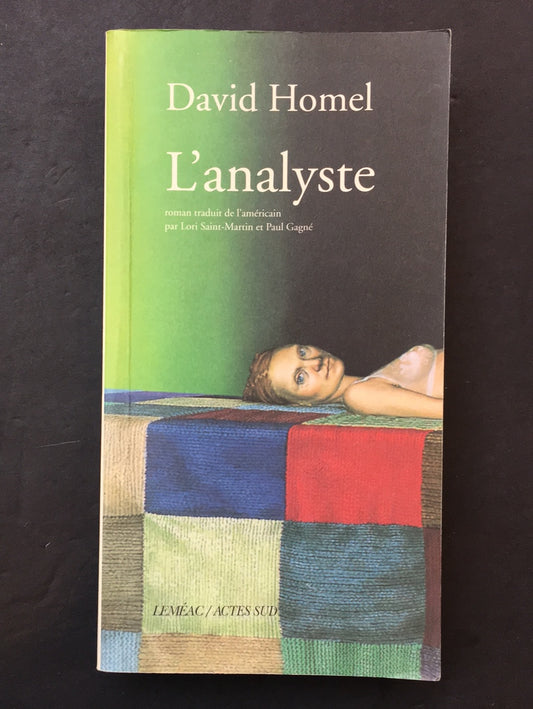 David Homel
L'analyste
roman traduit de l'américain
par Lori Saint-Martin et Paul Gagné
LEMÉAC / ACTES SUD